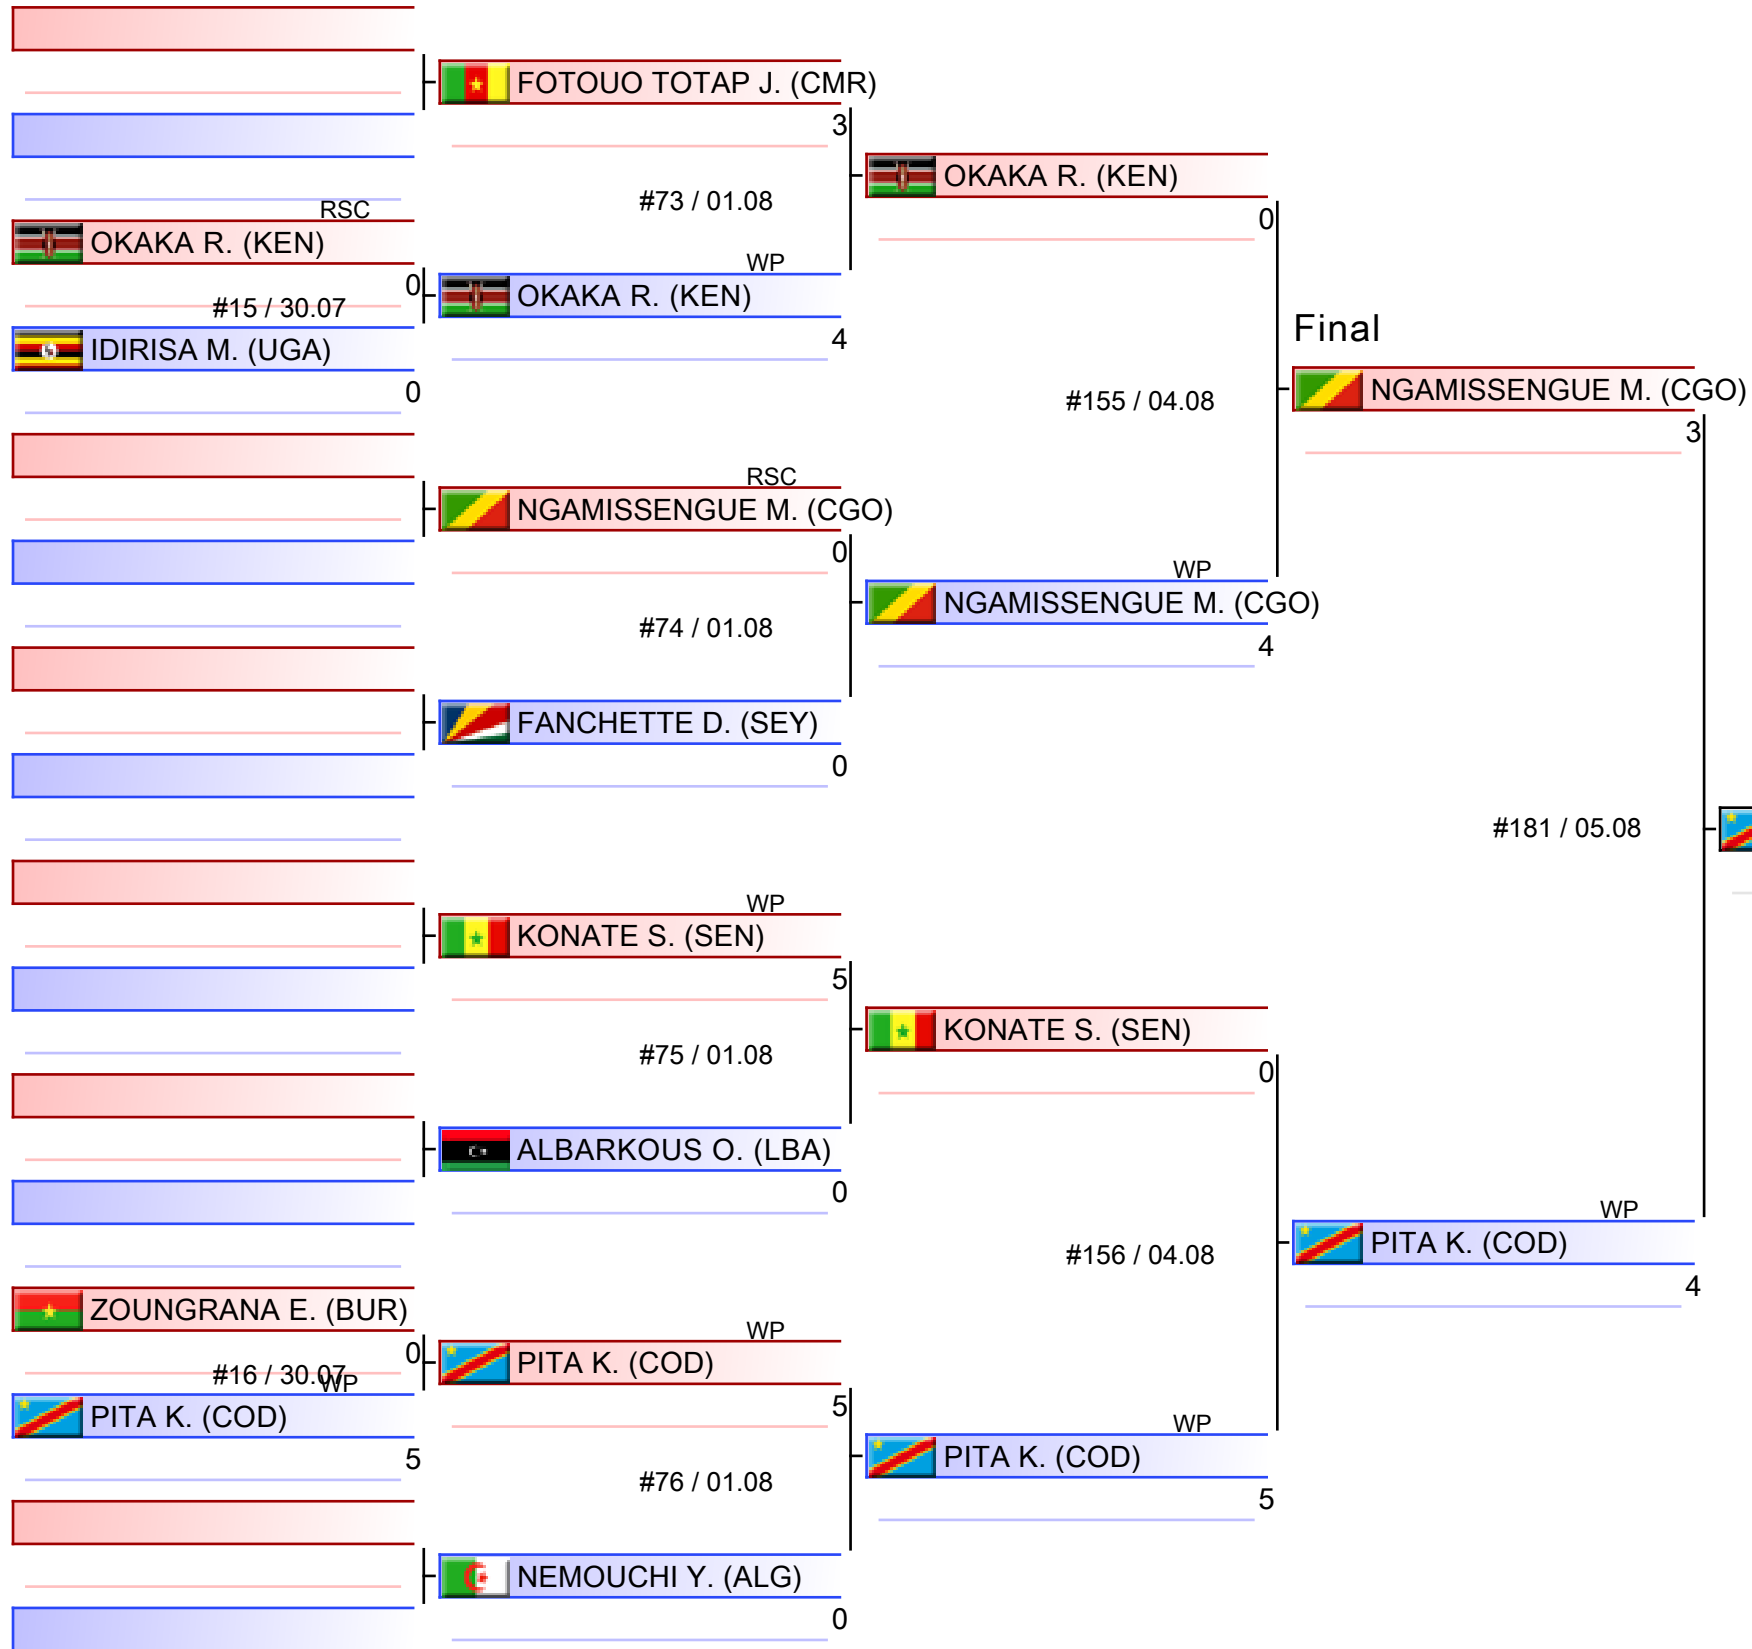 FOTOUO TOTAP J. (CMR)
3
OKAKA R. (KEN)
#73 / 01.08
RSC
0
OKAKA R. (KEN)
WP
0
OKAKA R. (KEN)
#15 / 30.07
Final
IDIRISA M. (UGA)
4
0
NGAMISSENGUE M. (CGO)
#155 / 04.08
3
RSC
NGAMISSENGUE M. (CGO)
0
WP
NGAMISSENGUE M. (CGO)
#74 / 01.08
4
FANCHETTE D. (SEY)
0
#181 / 05.08
WP
KONATE S. (SEN)
5
KONATE S. (SEN)
#75 / 01.08
0
ALBARKOUS O. (LBA)
0
WP
PITA K. (COD)
#156 / 04.08
4
ZOUNGRANA E. (BUR)
WP
0
PITA K. (COD)
#16 / 30.07
WP
5
PITA K. (COD)
WP
PITA K. (COD)
5
#76 / 01.08
5
NEMOUCHI Y. (ALG)
0